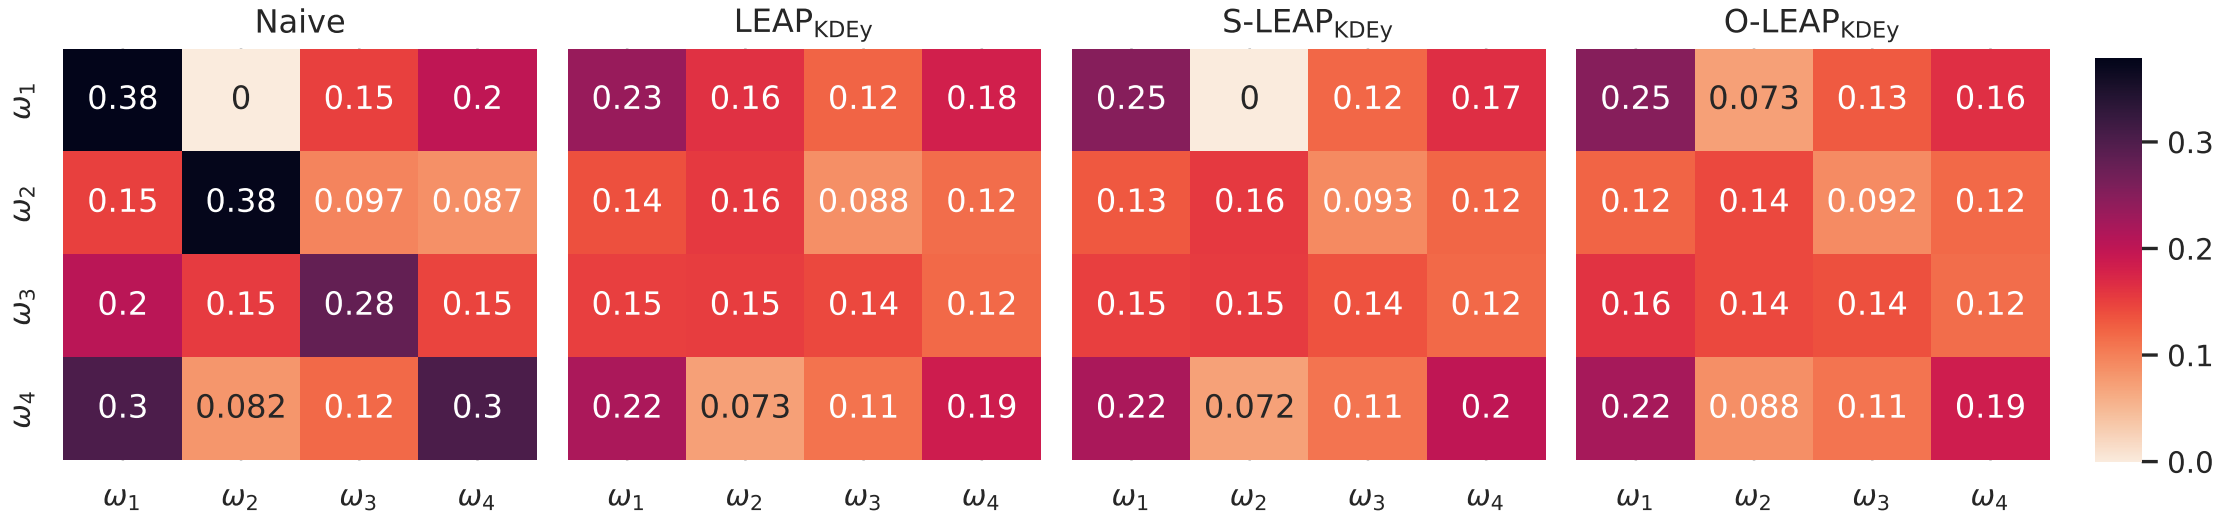 Naive LEAP_KDEy S-LEAP_KDEy O-LEAP_KDEy
ω₁ 0.38 0 0.15 0.2 0.23 0.16 0.12 0.18 0.25 0 0.12 0.17 0.25 0.073 0.13 0.16
0.3
ω₂ 0.15 0.38 0.097 0.087 0.14 0.16 0.088 0.12 0.13 0.16 0.093 0.12 0.12 0.14 0.092 0.12
0.2
ω₃ 0.2 0.15 0.28 0.15 0.15 0.15 0.14 0.12 0.15 0.15 0.14 0.12 0.16 0.14 0.14 0.12
0.1
ω₄ 0.3 0.082 0.12 0.3 0.22 0.073 0.11 0.19 0.22 0.072 0.11 0.2 0.22 0.088 0.11 0.19
0.0
ω₁ ω₂ ω₃ ω₄ ω₁ ω₂ ω₃ ω₄ ω₁ ω₂ ω₃ ω₄ ω₁ ω₂ ω₃ ω₄